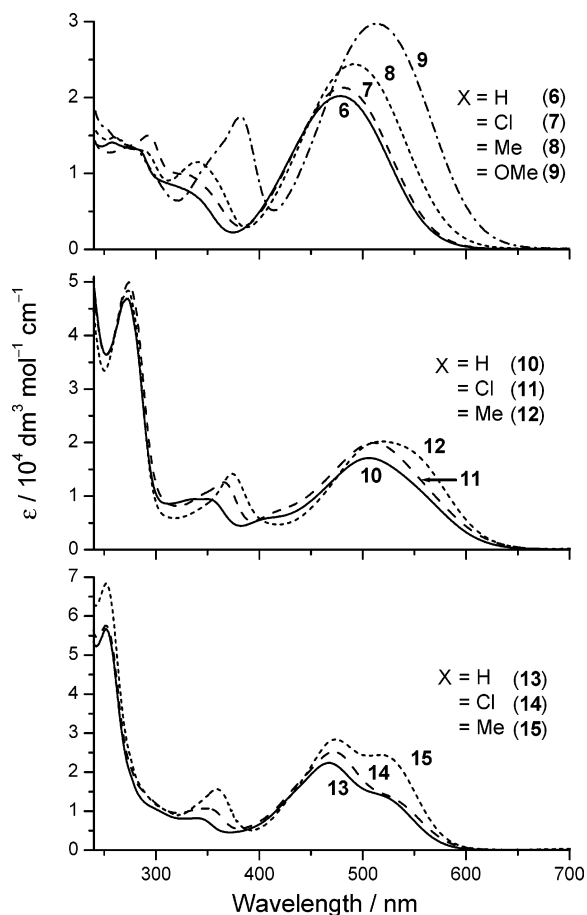 3
2
1
0
9
8
7
6
X = H (6)
= Cl (7)
= Me (8)
= OMe (9)
5
4
3
2
1
0
X = H (10)
= Cl (11)
= Me (12)
12
11
10
7
6
5
4
3
2
1
0
X = H (13)
= Cl (14)
= Me (15)
15
14
13
300 400 500 600 700
ε / 10⁴ dm³ mol⁻¹ cm⁻¹
Wavelength / nm